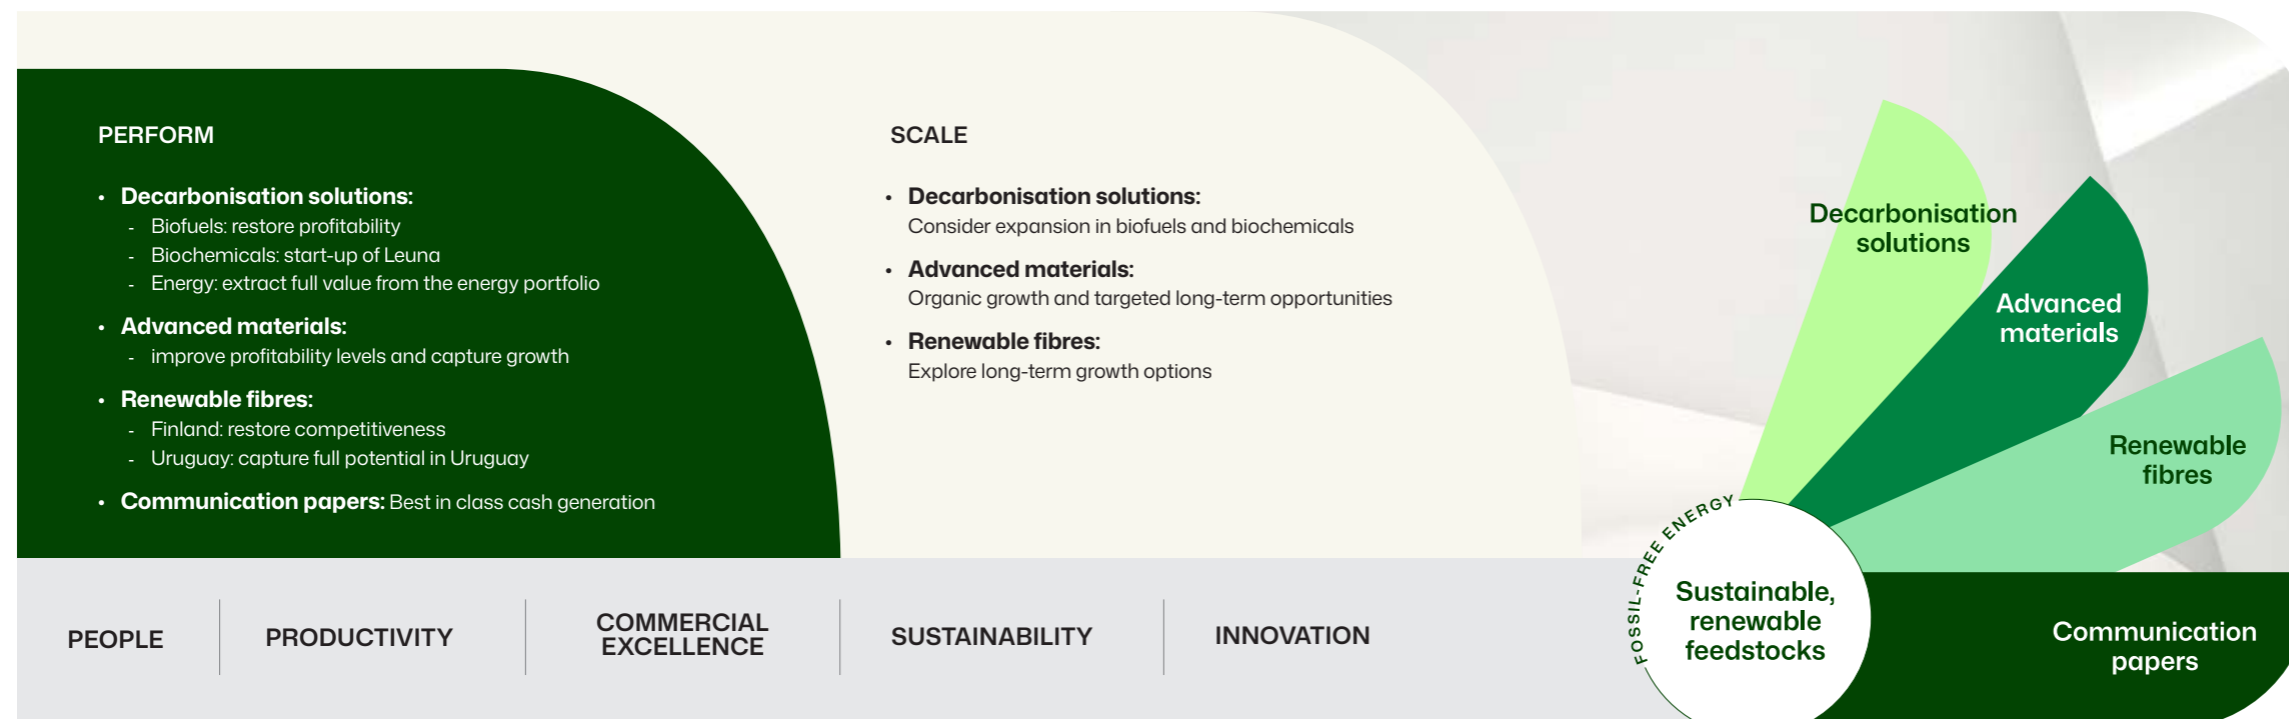 PERFORM
• Decarbonisation solutions:
- Biofuels: restore profitability
- Biochemicals: start-up of Leuna
- Energy: extract full value from the energy portfolio
• Advanced materials:
- improve profitability levels and capture growth
• Renewable fibres:
- Finland: restore competitiveness
- Uruguay: capture full potential in Uruguay
• Communication papers: Best in class cash generation
SCALE
• Decarbonisation solutions:
Consider expansion in biofuels and biochemicals
• Advanced materials:
Organic growth and targeted long-term opportunities
• Renewable fibres:
Explore long-term growth options
Decarbonisation
solutions
Advanced
materials
Renewable
fibres
FOSSIL-FREE ENERGY
Sustainable,
renewable
feedstocks
Communication
papers
PEOPLE
PRODUCTIVITY
COMMERCIAL
EXCELLENCE
SUSTAINABILITY
INNOVATION